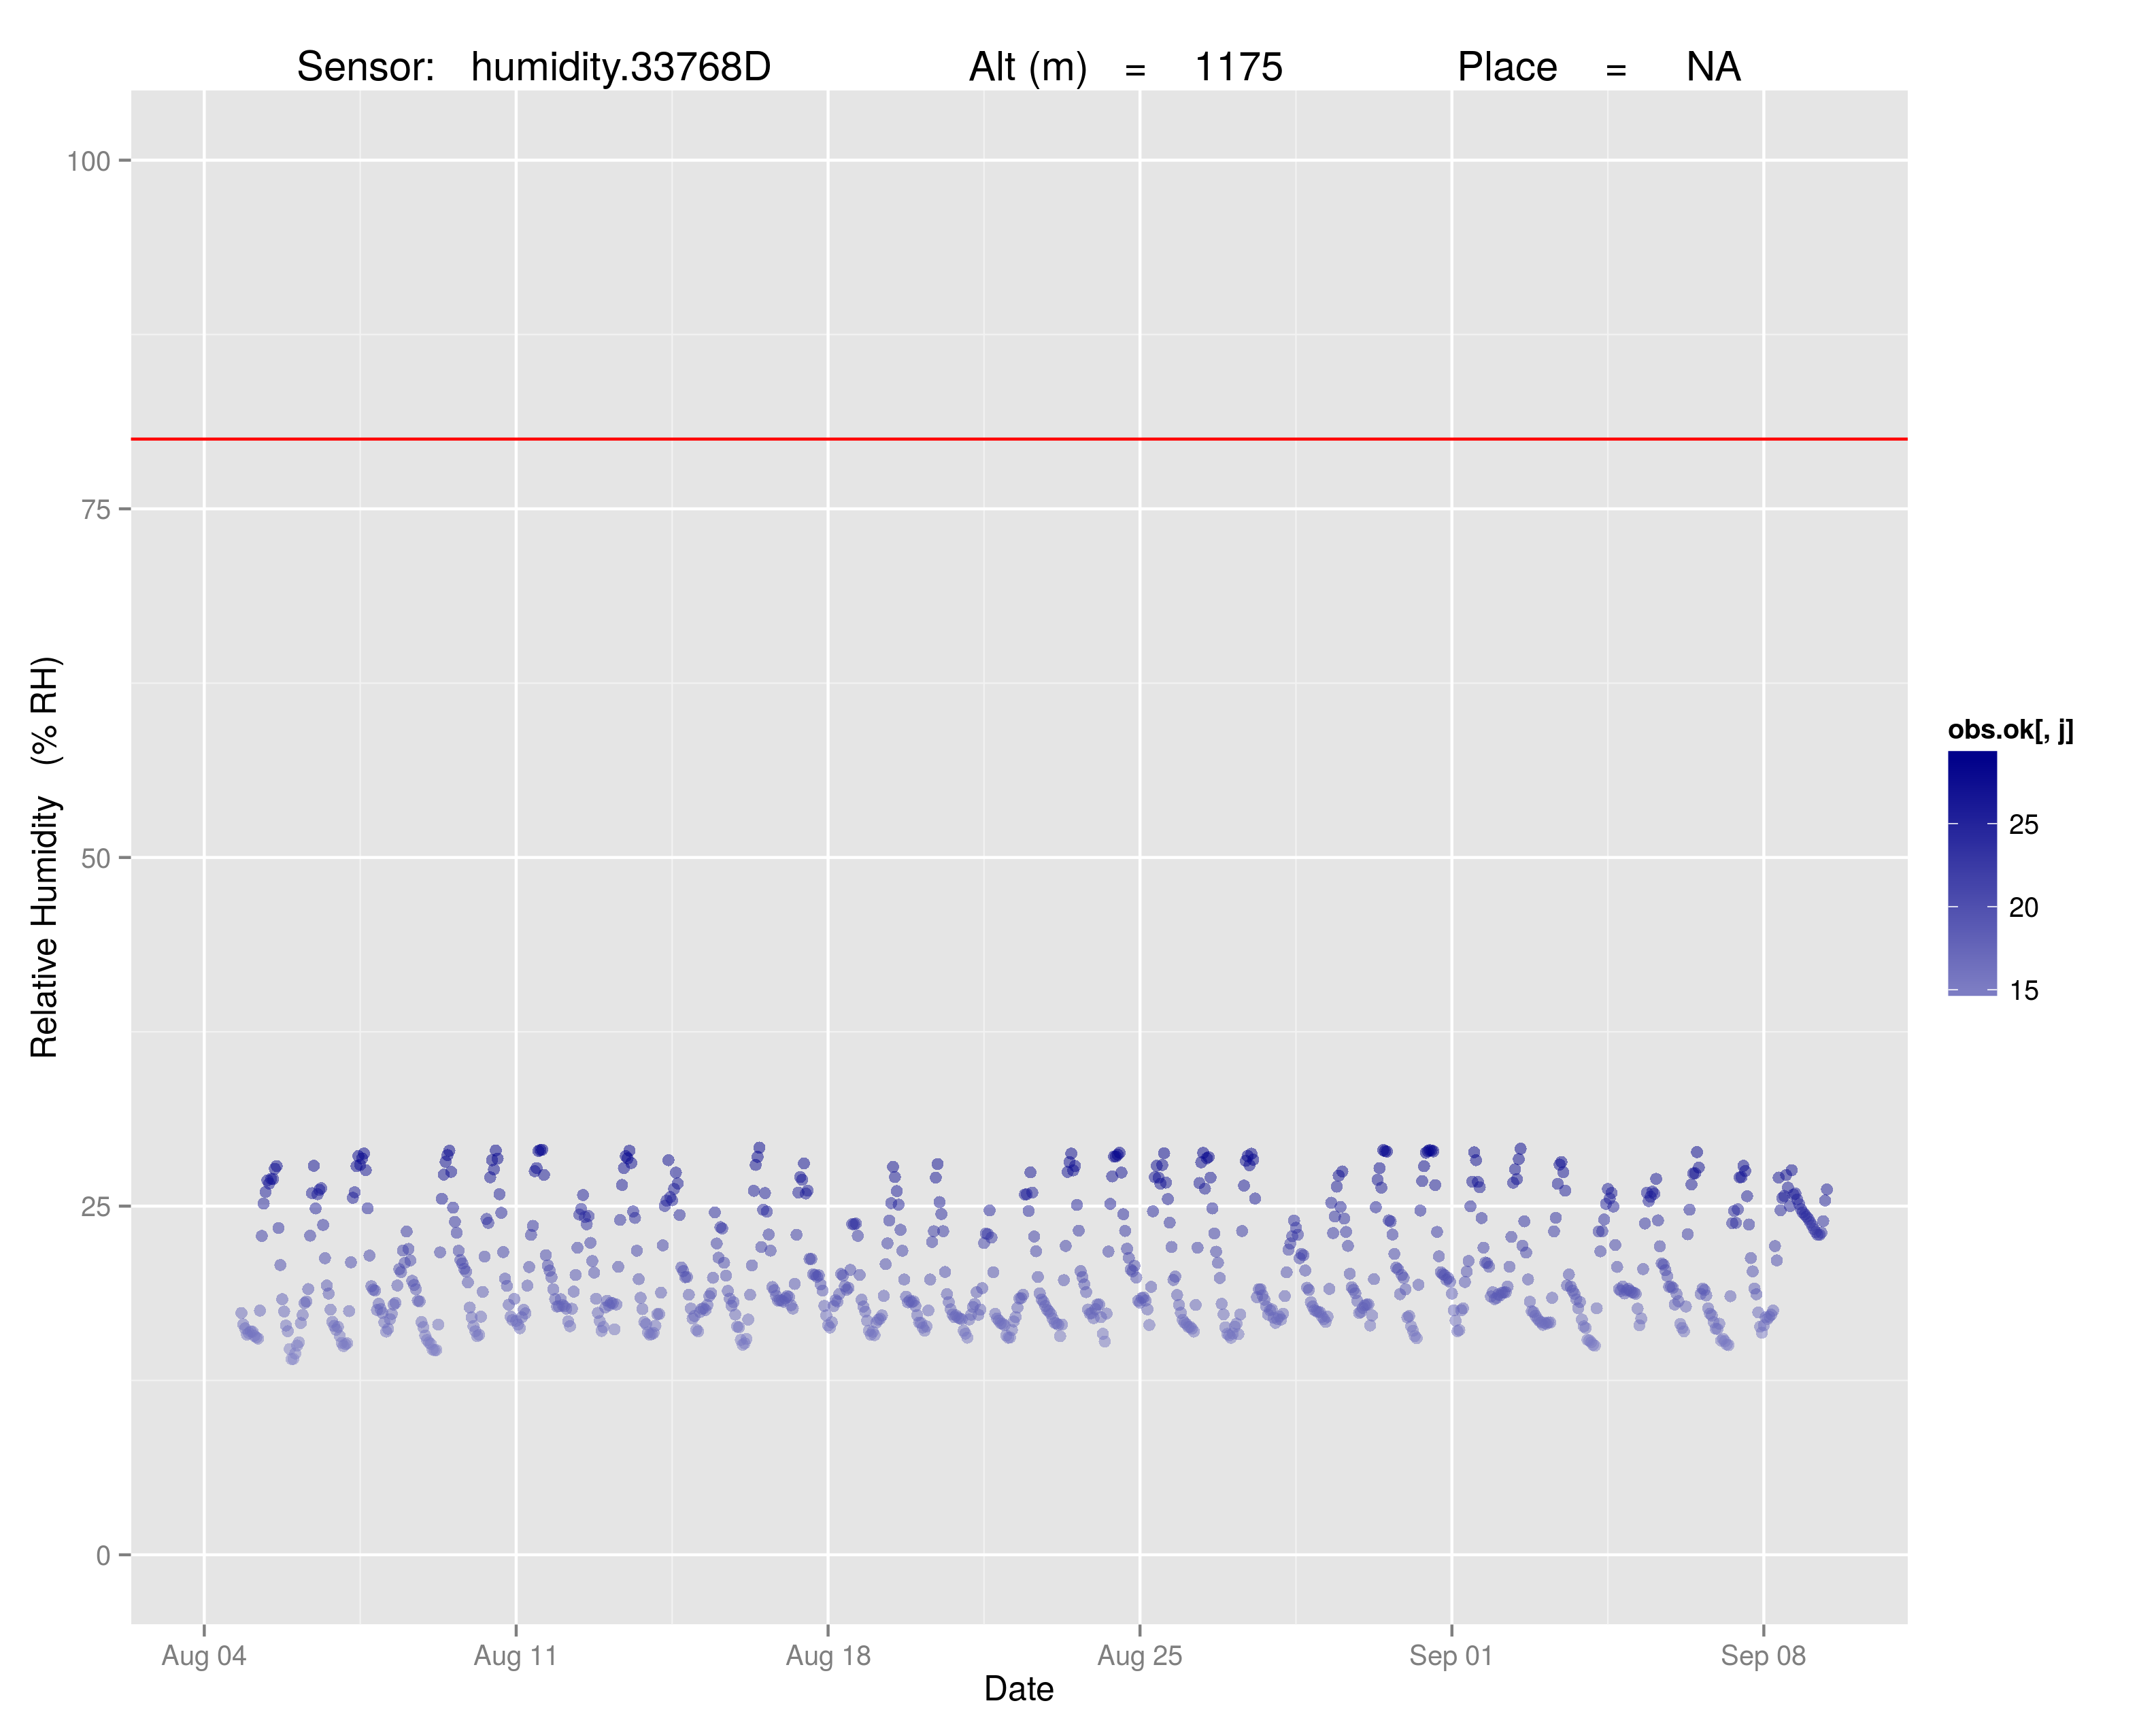 Sensor: humidity.33768D Alt (m) = 1175 Place = NA
100
75
50
25
0
Relative Humidity (% RH)
Aug 04 Aug 11 Aug 18 Aug 25 Sep 01 Sep 08
Date
obs.ok[, j]
25
20
15